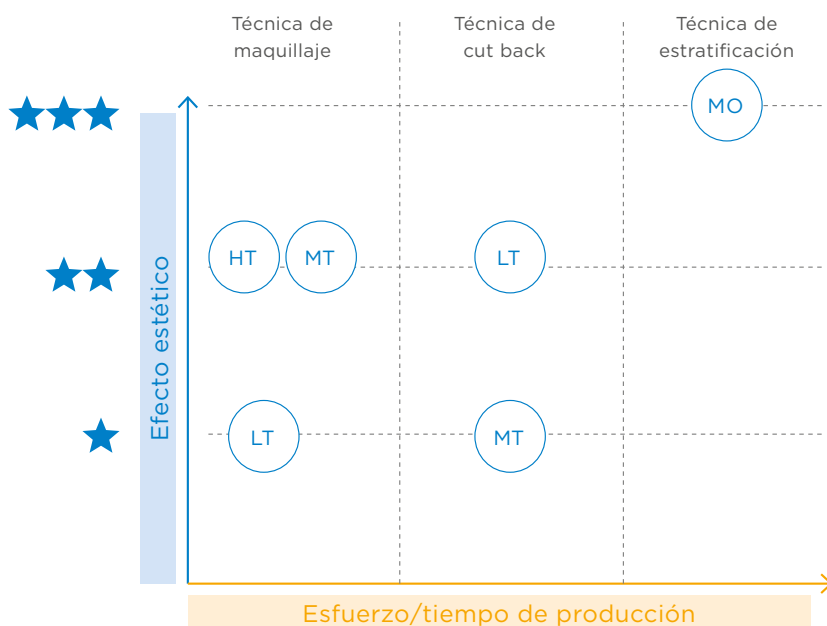 Técnica de
maquillaje
Técnica de
cut back
Técnica de
estratificación
MO
HT
MT
LT
LT
MT
Efecto estético
Esfuerzo/tiempo de producción